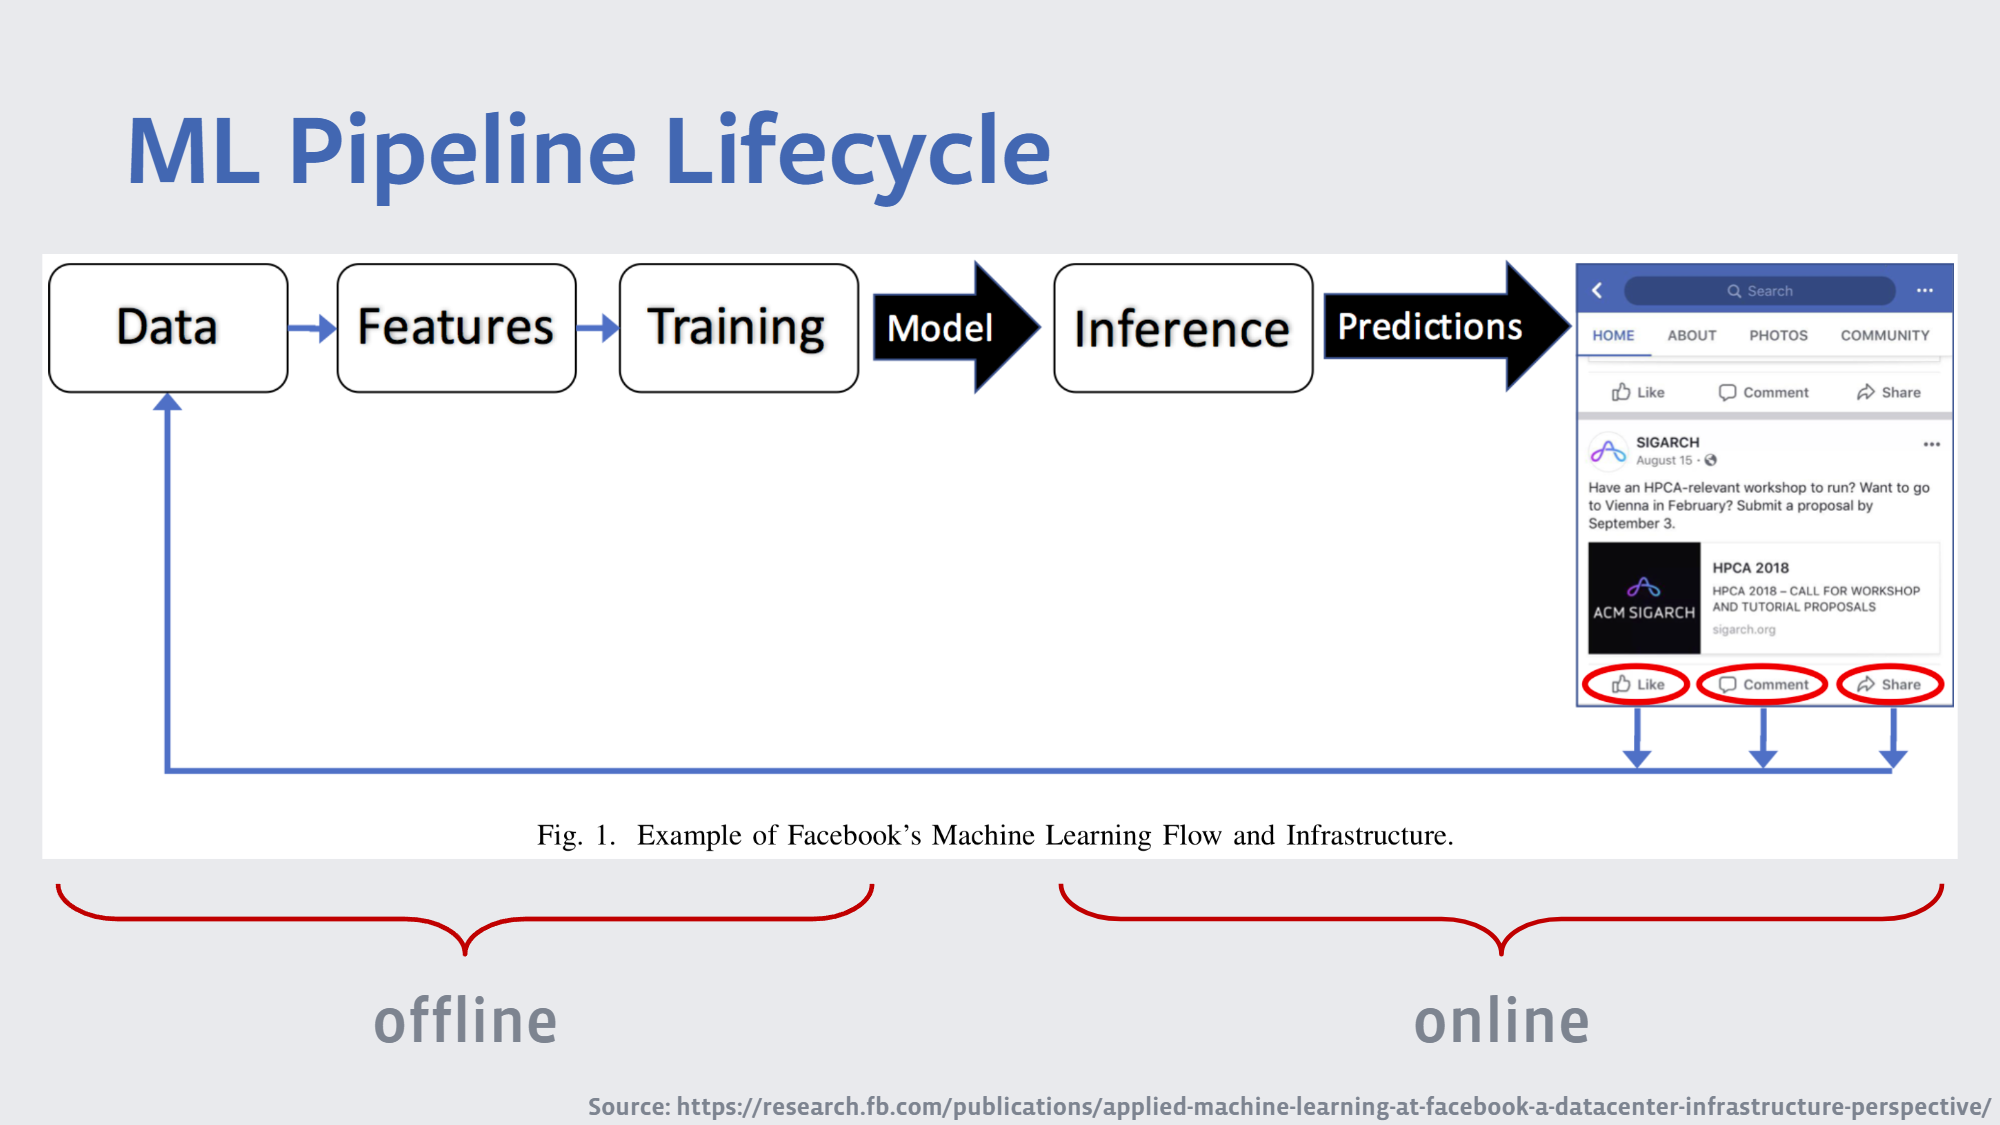 ML Pipeline Lifecycle
Data
Features
Training
Model
Inference
Predictions
Search
HOME ABOUT PHOTOS COMMUNITY
Like Comment Share
SIGARCH
August 15 ·
Have an HPCA-relevant workshop to run? Want to go
to Vienna in February? Submit a proposal by
September 3.
ACM SIGARCH
HPCA 2018
HPCA 2018 – CALL FOR WORKSHOP
AND TUTORIAL PROPOSALS
sigarch.org
Like Comment Share
Fig. 1. Example of Facebook's Machine Learning Flow and Infrastructure.
offline
online
Source: https://research.fb.com/publications/applied-machine-learning-at-facebook-a-datacenter-infrastructure-perspective/